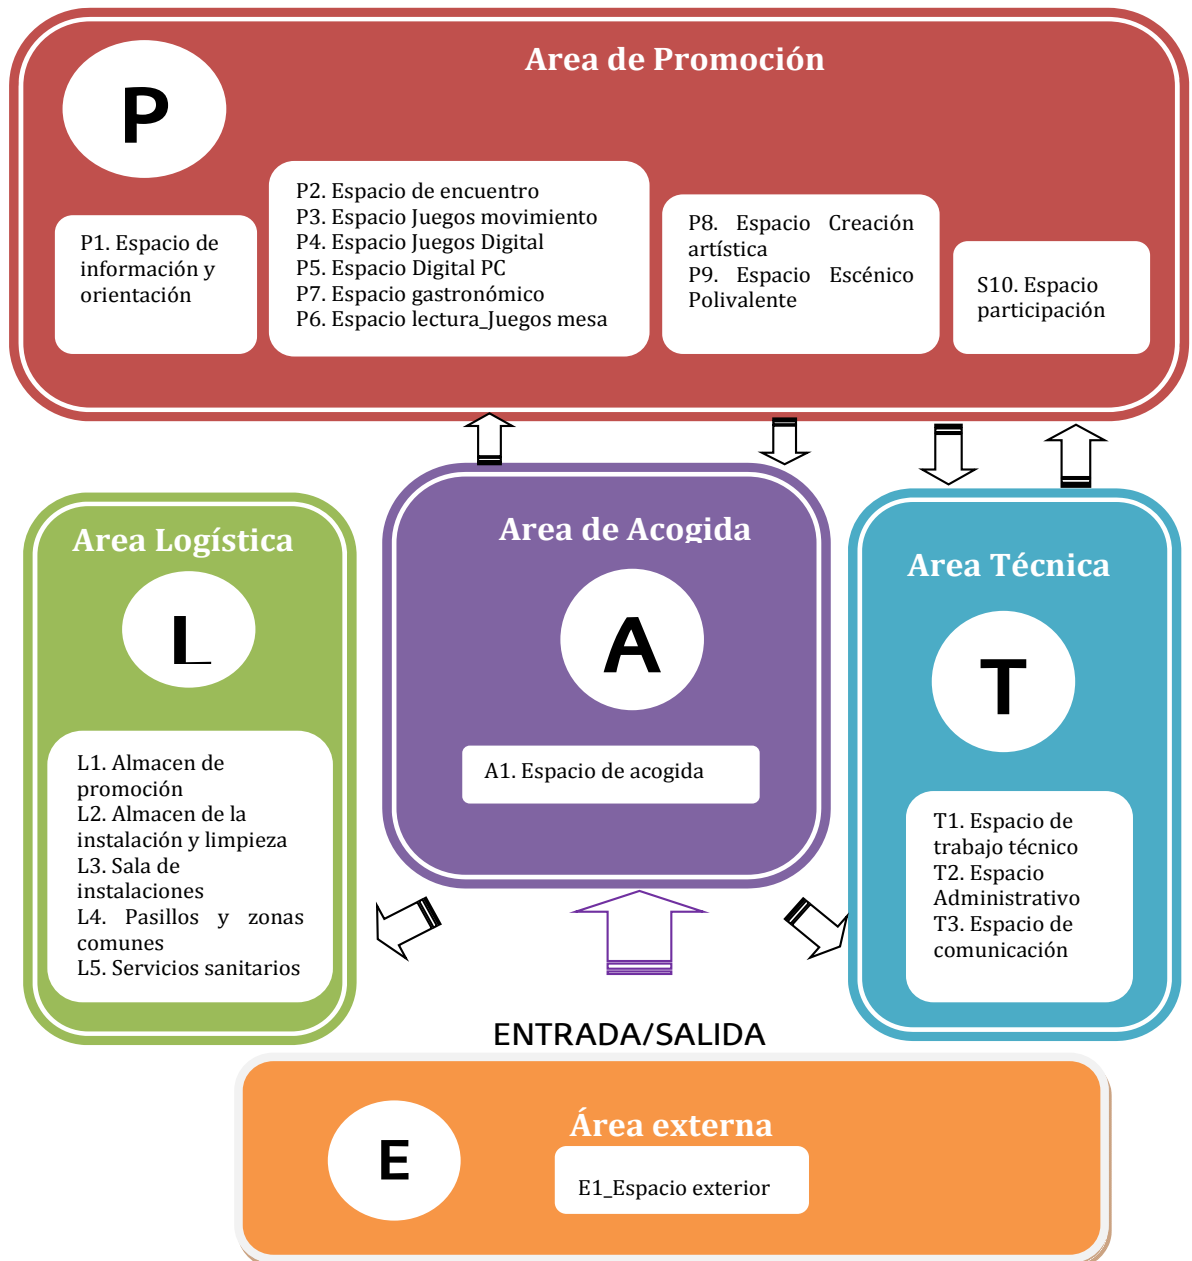 Area de Promoción
P
P1. Espacio de
información y
orientación
P2. Espacio de encuentro
P3. Espacio Juegos movimiento
P4. Espacio Juegos Digital
P5. Espacio Digital PC
P7. Espacio gastronómico
P6. Espacio lectura_Juegos mesa
P8. Espacio Creación
artística
P9. Espacio Escénico
Polivalente
S10. Espacio
participación
Area Logística
L
L1. Almacen de
promoción
L2. Almacen de la
instalación y limpieza
L3. Sala de
instalaciones
L4. Pasillos y zonas
comunes
L5. Servicios sanitarios
Area de Acogida
A
A1. Espacio de acogida
Area Técnica
T
T1. Espacio de
trabajo técnico
T2. Espacio
Administrativo
T3. Espacio de
comunicación
ENTRADA/SALIDA
Área externa
E
E1_Espacio exterior